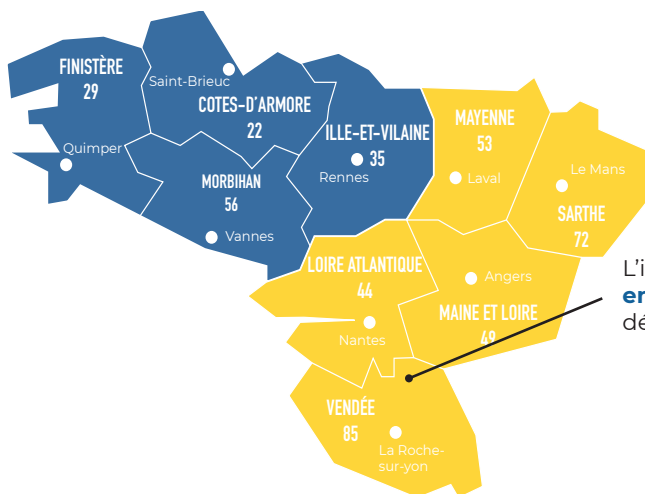 FINISTÈRE
29
Saint-Brieuc
COTES-D'ARMORE
22
ILLE-ET-VILAINE
35
Rennes
MAYENNE
53
Laval
Le Mans
SARTHE
72
Quimper
MORBIHAN
56
Vannes
LOIRE ATLANTIQUE
44
Nantes
Angers
MAINE ET LOIRE
49
VENDÉE
85
La Roche-
sur-yon
L'i
er
dé